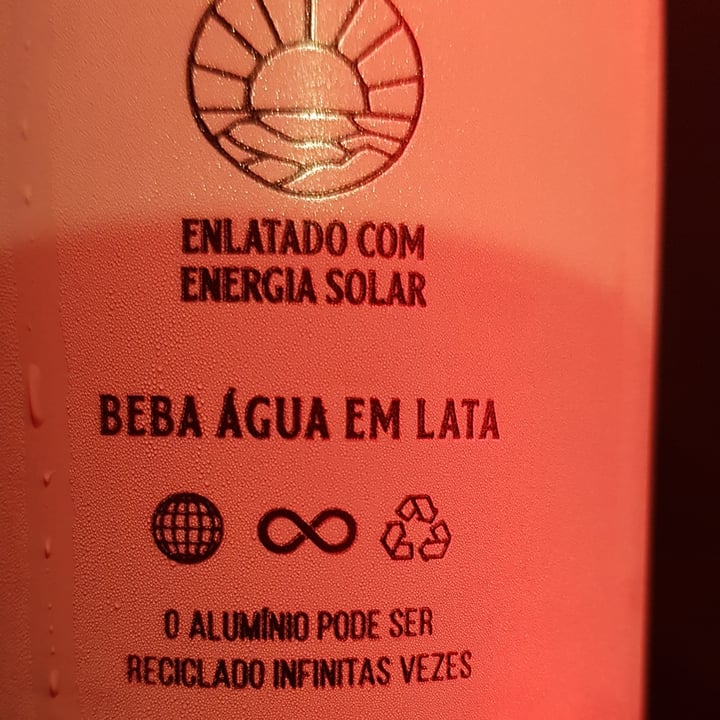 ENLATADO COM
ENERGIA SOLAR
BEBA ÁGUA EM LATA
O ALUMÍNIO PODE SER
RECICLADO INFINITAS VEZES